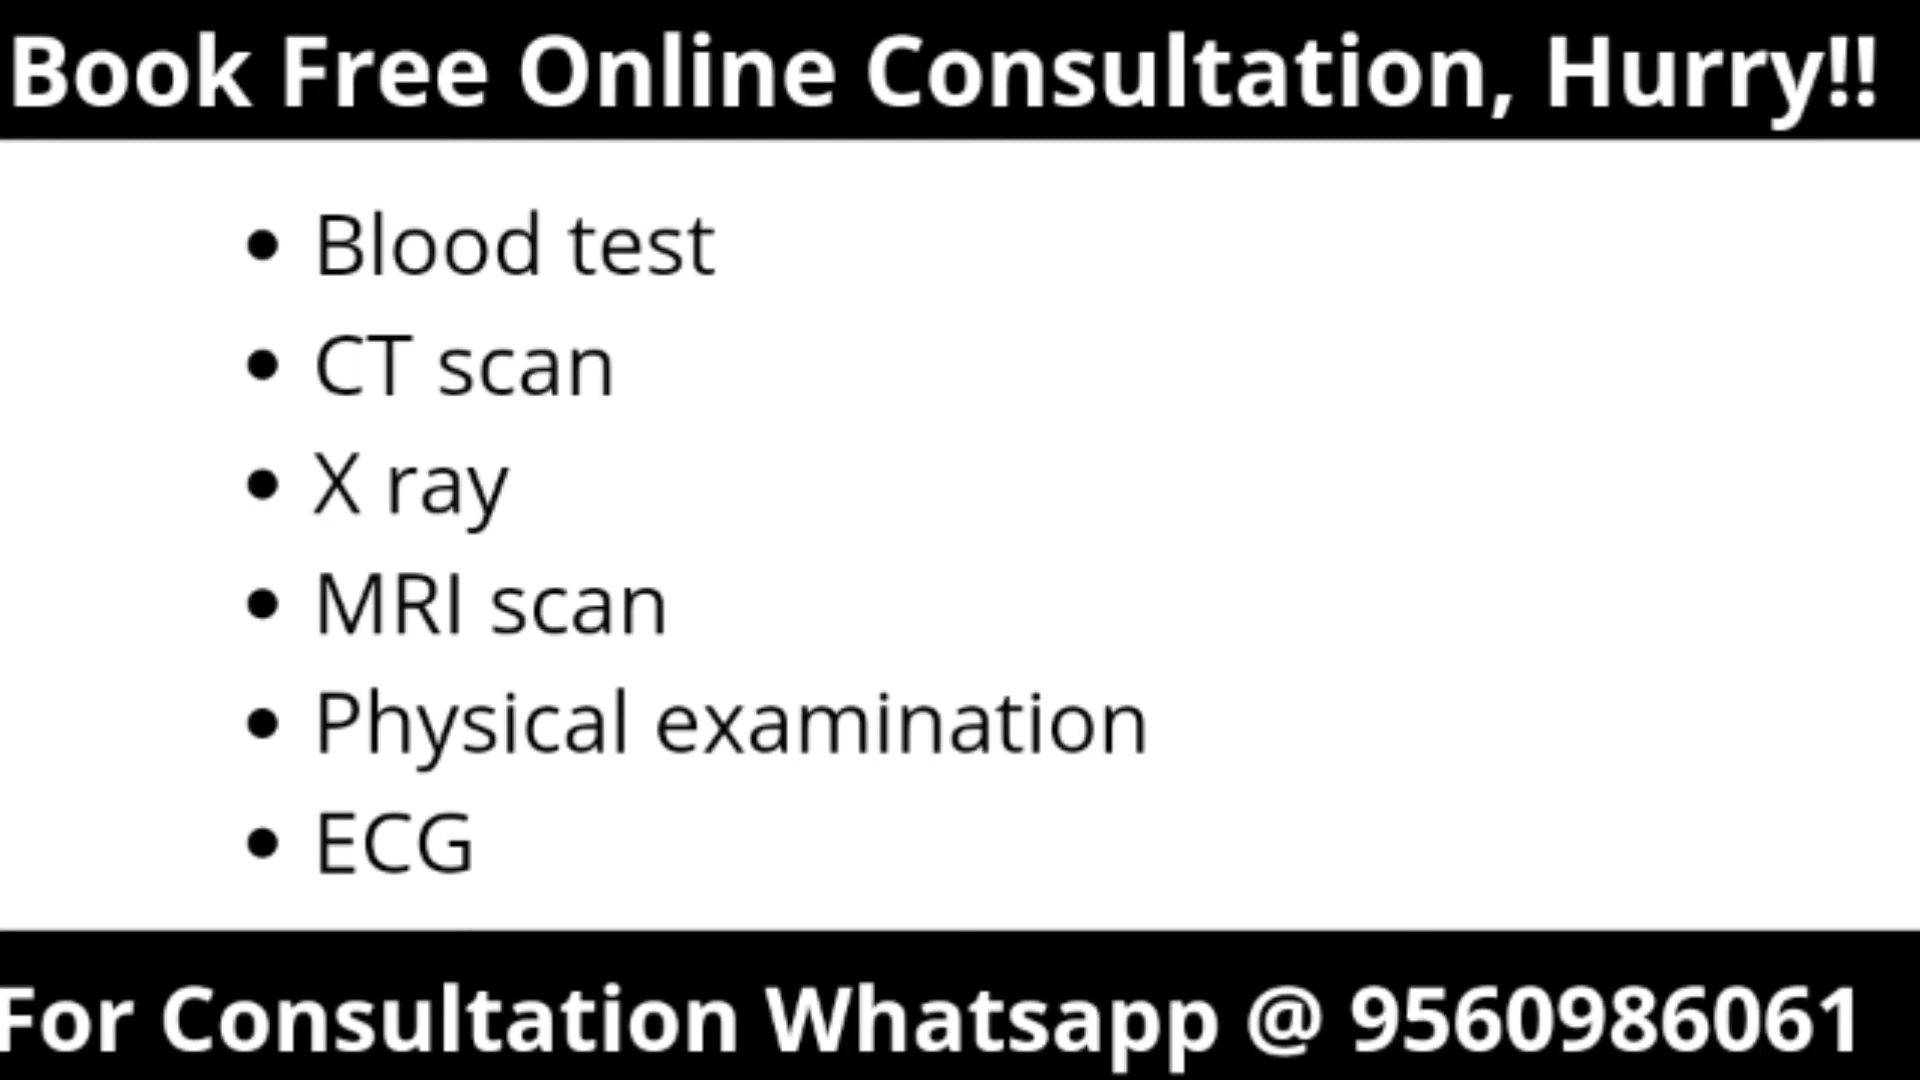 Book Free Online Consultation, Hurry!!
• Blood test
• CT scan
• X ray
• MRI scan
• Physical examination
• ECG
For Consultation Whatsapp @ 9560986061